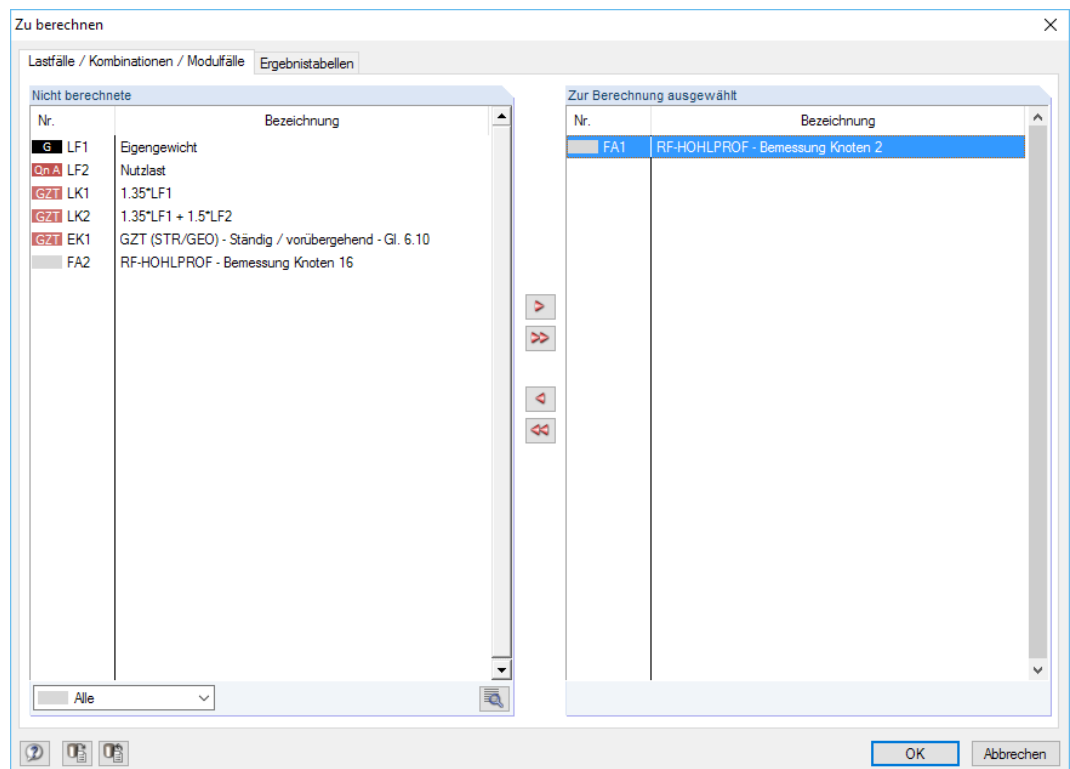 Zu berechnen
Lastfälle / Kombinationen / Modulfälle Ergebnistabellen
Nicht berechnete
Nr. Bezeichnung
G LF1 Eigengewicht
Qn A LF2 Nutzlast
GZT LK1 1.35*LF1
GZT LK2 1.35*LF1 + 1.5*LF2
GZT EK1 GZT (STR/GEO) - Ständig / vorübergehend - Gl. 6.10
FA2 RF-HOHLPROF - Bemessung Knoten 16
Alle
Zur Berechnung ausgewählt
Nr. Bezeichnung
FA1 RF-HOHLPROF - Bemessung Knoten 2
OK Abbrechen